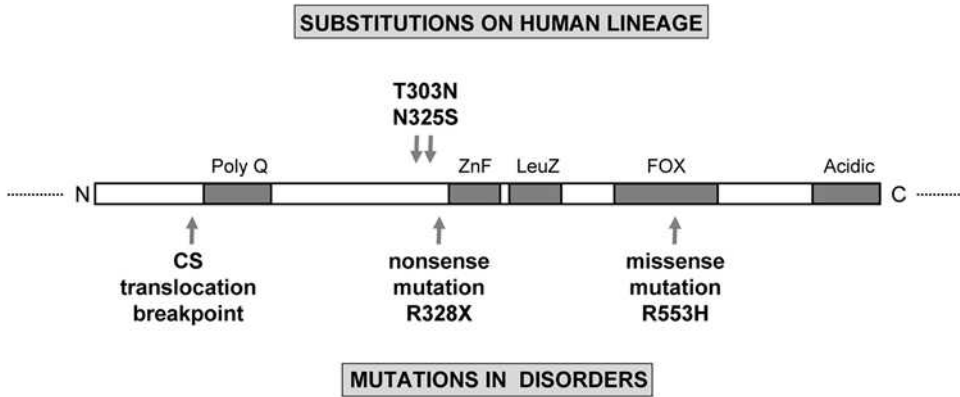 SUBSTITUTIONS ON HUMAN LINEAGE
T303N
N325S
Poly Q ZnF LeuZ FOX Acidic
N C
CS
translocation
breakpoint
nonsense
mutation
R328X
missense
mutation
R553H
MUTATIONS IN DISORDERS